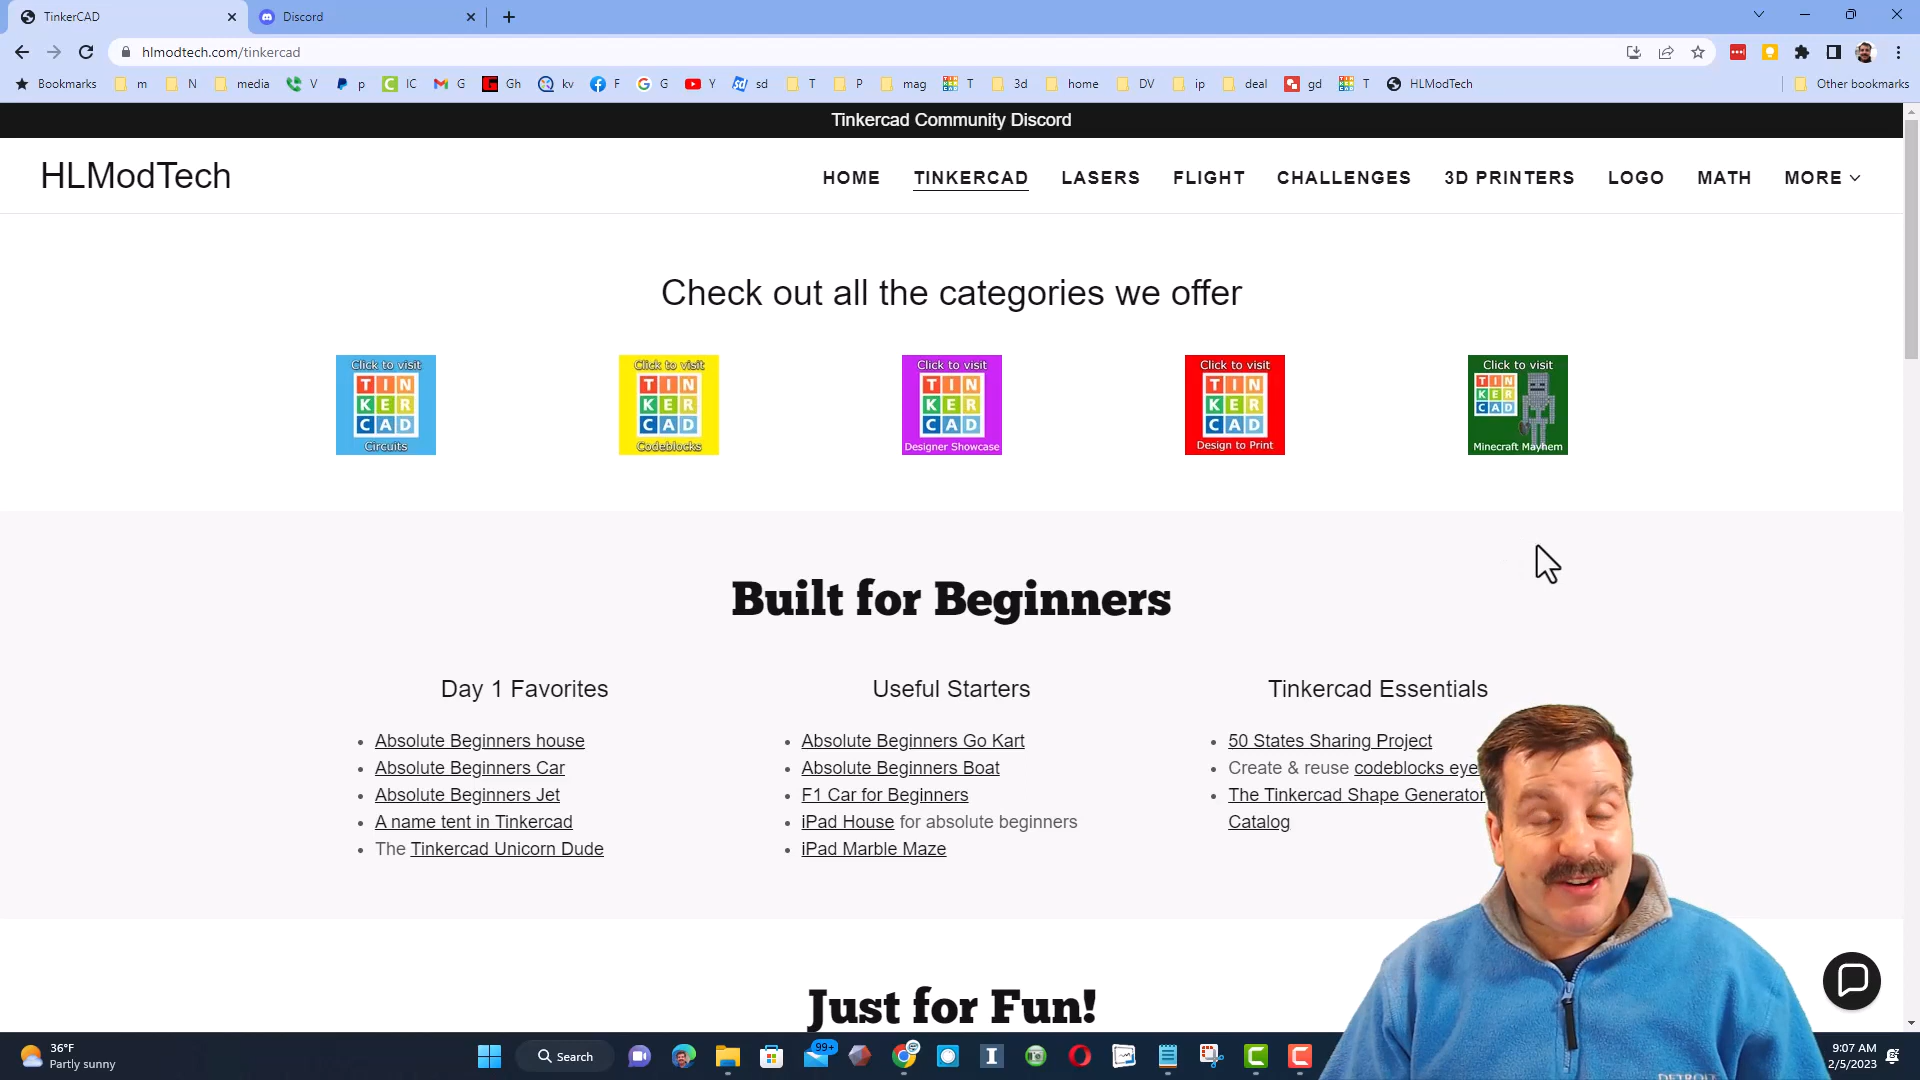 TinkerCAD
Discord
hlmodtech.com/tinkercad
Bookmarks
m
N
media
V
p
IC
G
Gh
kv
F
G
Y
sd
T
P
mag
T
3d
home
DV
ip
deal
gd
T
HLModTech
Other bookmarks
Tinkercad Community Discord
HLModTech
HOME
TINKERCAD
LASERS
FLIGHT
CHALLENGES
3D PRINTERS
LOGO
MATH
MORE
Check out all the categories we offer
Click to visit
TIN
KER
CAD
Circuits
Click to visit
TIN
KER
CAD
Codeblocks
Click to visit
TIN
KER
CAD
Designer Showcase
Click to visit
TIN
KER
CAD
Design to Print
Click to visit
TIN
KER
CAD
Minecraft Mayhem
Built for Beginners
Day 1 Favorites
Absolute Beginners house
Absolute Beginners Car
Absolute Beginners Jet
A name tent in Tinkercad
The Tinkercad Unicorn Dude
Useful Starters
Absolute Beginners Go Kart
Absolute Beginners Boat
F1 Car for Beginners
iPad House for absolute beginners
iPad Marble Maze
Tinkercad Essentials
50 States Sharing Project
Create & reuse codeblocks eye
The Tinkercad Shape Generator
Catalog
Just for Fun!
36°F
Partly sunny
Search
99+
9:07 AM
2/5/2023
DETROIT